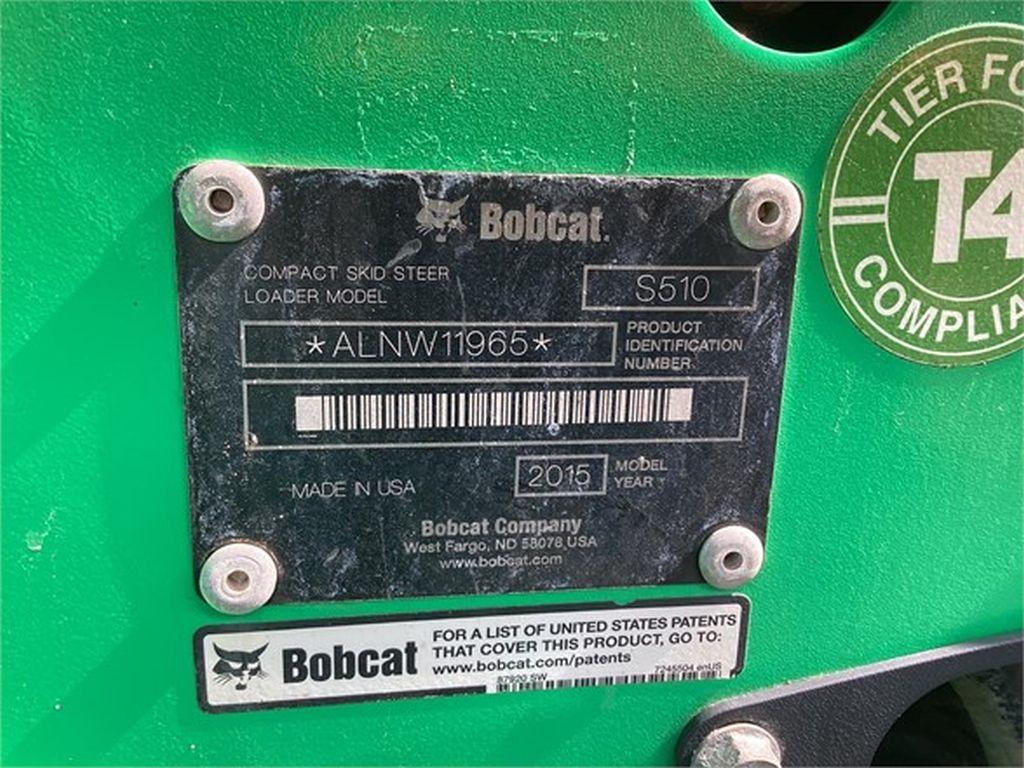 Bobcat.
COMPACT SKID STEER
LOADER MODEL
S510
*ALNW11965*
PRODUCT
IDENTIFICATION
NUMBER
MADE IN USA
2015
MODEL
YEAR
Bobcat Company
West Fargo, ND 58078 USA
www.bobcat.com
Bobcat
FOR A LIST OF UNITED STATES PATENTS
THAT COVER THIS PRODUCT, GO TO:
www.bobcat.com/patents
87920 SW
7245504 enUS
TIER FO
T4
COMPLIA